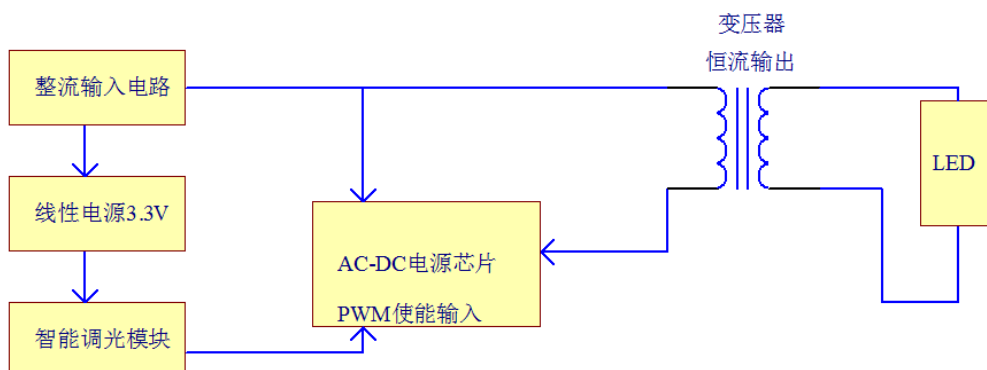 变压器
恒流输出
整流输入电路
LED
线性电源3.3V
AC-DC电源芯片
PWM使能输入
智能调光模块